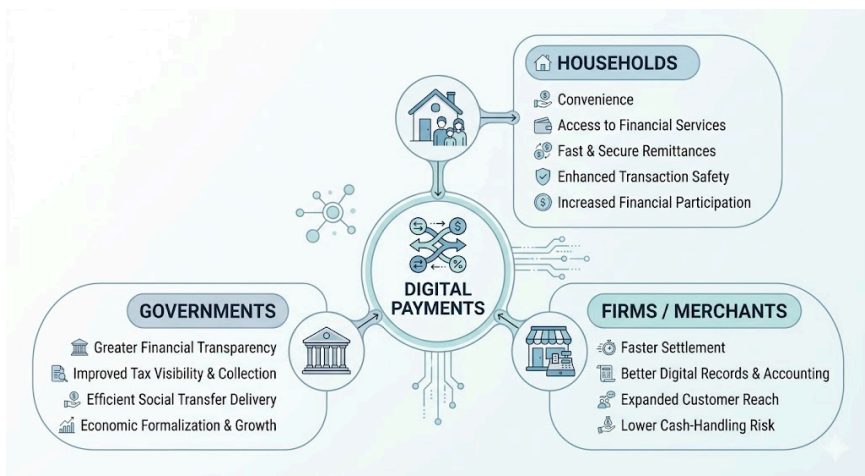 HOUSEHOLDS
Convenience
Access to Financial Services
Fast & Secure Remittances
Enhanced Transaction Safety
Increased Financial Participation
DIGITAL
PAYMENTS
GOVERNMENTS
Greater Financial Transparency
Improved Tax Visibility & Collection
Efficient Social Transfer Delivery
Economic Formalization & Growth
FIRMS / MERCHANTS
Faster Settlement
Better Digital Records & Accounting
Expanded Customer Reach
Lower Cash-Handling Risk